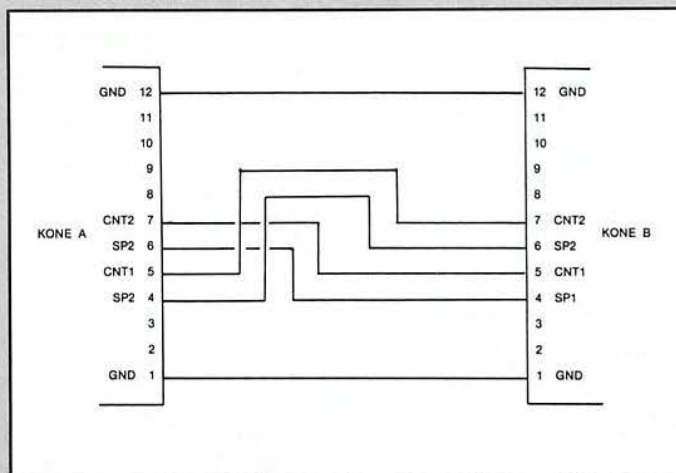 GND 12 12 GND
11 11
10 10
9 9
8 8
CNT2 7 7 CNT2
KONE A KONE B
SP2 6 6 SP2
CNT1 5 5 CNT1
SP2 4 4 SP1
3 3
2 2
GND 1 1 GND